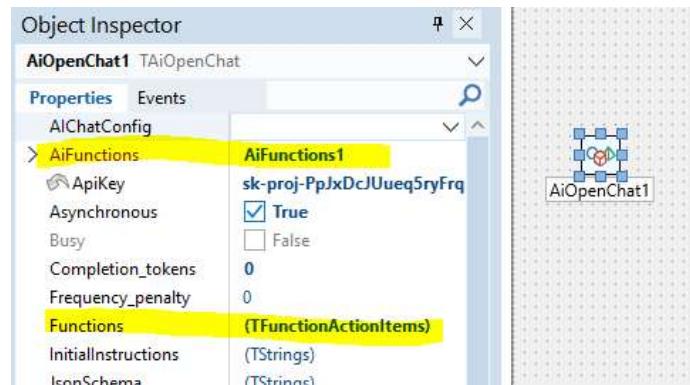 Object Inspector
AiOpenChat1 TAiOpenChat
Properties Events
AIChatConfig
AiFunctions AiFunctions1
ApiKey sk-proj-PpJxDcJUueq5ryFrq
Asynchronous True
Busy False
Completion_tokens 0
Frequency_penalty 0
Functions (TFunctionActionItems)
InitialInstructions (TStrings)
JsonSchema (TStrings)
AiOpenChat1